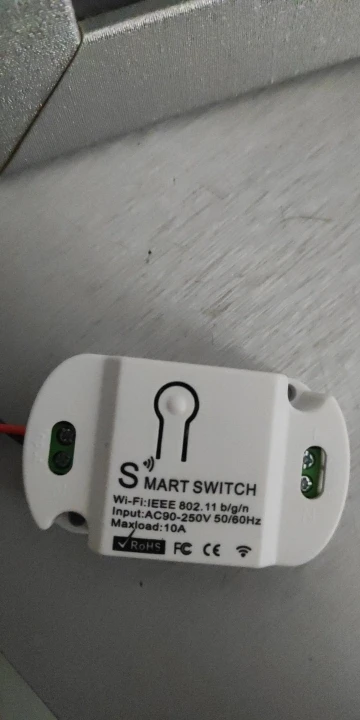 SMART SWITCH
Wi-Fi:IEEE 802.11 b/g/n
Input:AC90-250V 50/60Hz
Maxload:10A
✓RoHS FC CE